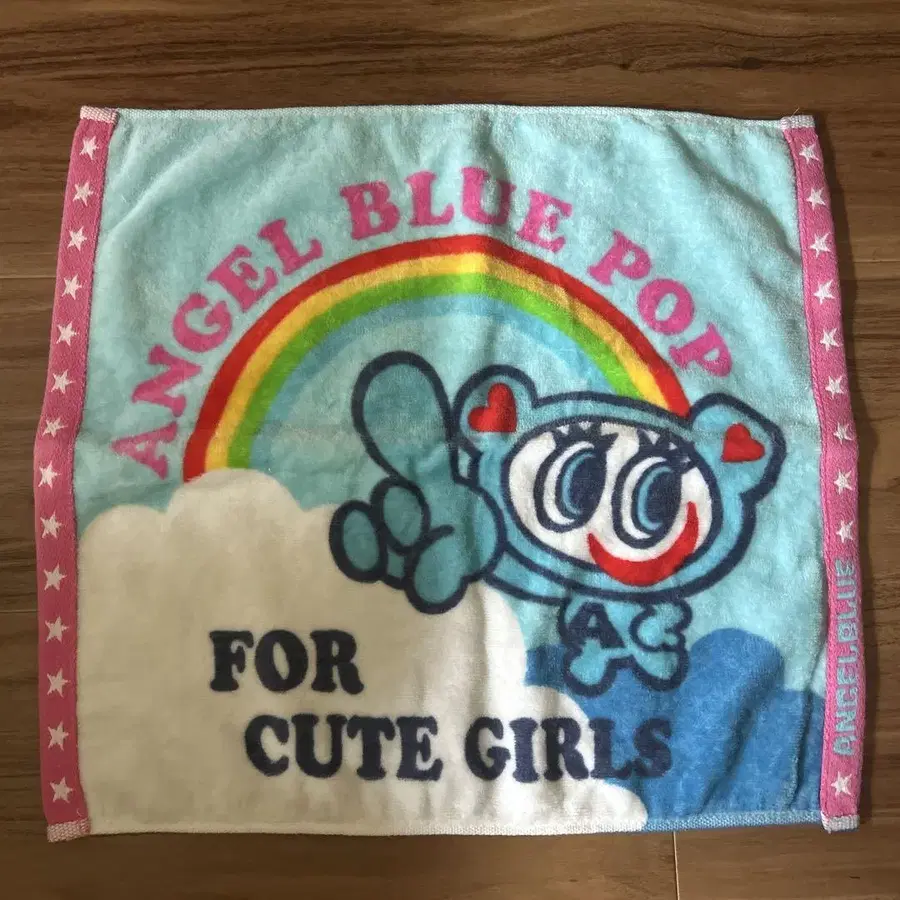 ANGEL BLUE POP
A
FOR
CUTE GIRLS
ANGELBLUE